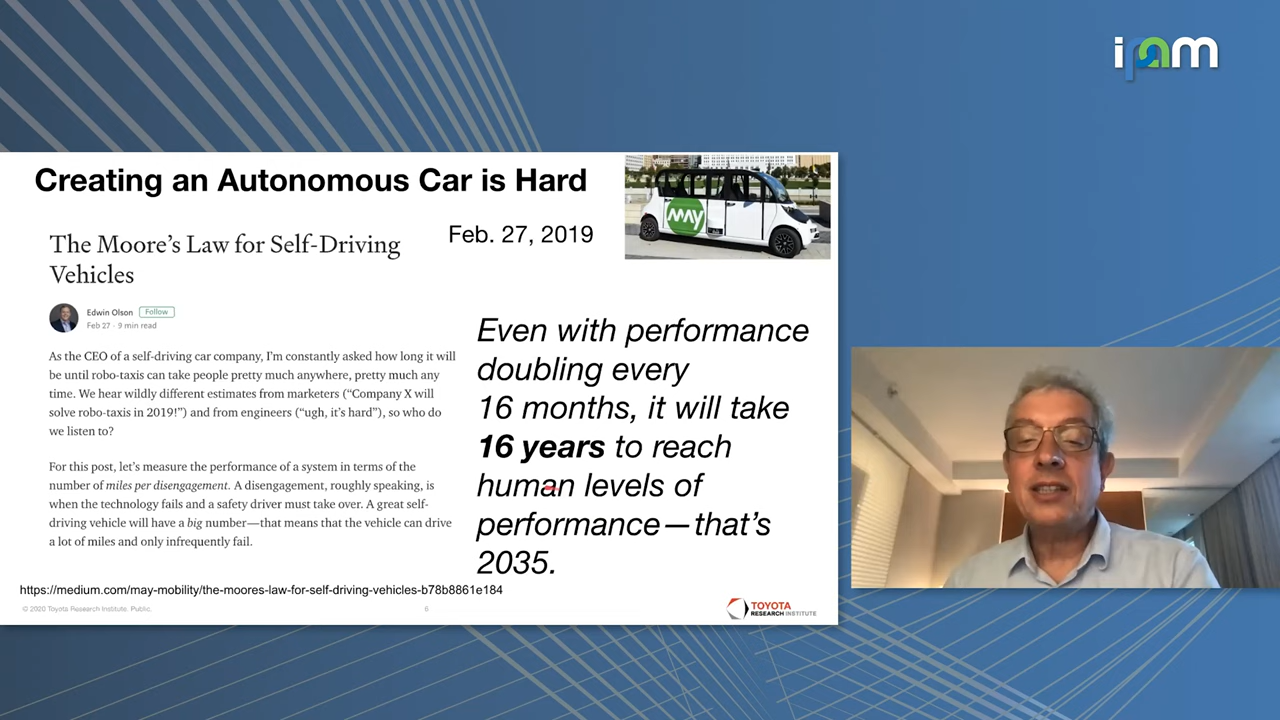 ipam
Creating an Autonomous Car is Hard
Feb. 27, 2019
MAY
The Moore’s Law for Self-Driving
Vehicles
Edwin Olson Follow
Feb 27 · 9 min read
As the CEO of a self-driving car company, I’m constantly asked how long it will
be until robo-taxis can take people pretty much anywhere, pretty much any
time. We hear wildly different estimates from marketers (“Company X will
solve robo-taxis in 2019!”) and from engineers (“ugh, it’s hard”), so who do
we listen to?
For this post, let’s measure the performance of a system in terms of the
number of miles per disengagement. A disengagement, roughly speaking, is
when the technology fails and a safety driver must take over. A great self-
driving vehicle will have a big number—that means that the vehicle can drive
a lot of miles and only infrequently fail.
Even with performance
doubling every
16 months, it will take
16 years to reach
human levels of
performance—that’s
2035.
https://medium.com/may-mobility/the-moores-law-for-self-driving-vehicles-b78b8861e184
© 2020 Toyota Research Institute. Public.
6
TOYOTA
RESEARCH INSTITUTE